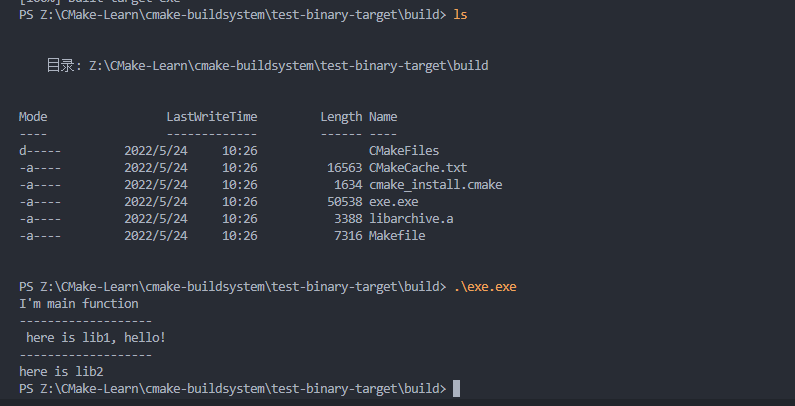 [100%] Built target exe
PS Z:\CMake-Learn\cmake-buildsystem\test-binary-target\build> ls
目录: Z:\CMake-Learn\cmake-buildsystem\test-binary-target\build
Mode LastWriteTime Length Name
---- ------------- ------ ----
d----- 2022/5/24 10:26 CMakeFiles
-a---- 2022/5/24 10:26 16563 CMakeCache.txt
-a---- 2022/5/24 10:26 1634 cmake_install.cmake
-a---- 2022/5/24 10:26 50538 exe.exe
-a---- 2022/5/24 10:26 3388 libarchive.a
-a---- 2022/5/24 10:26 7316 Makefile
PS Z:\CMake-Learn\cmake-buildsystem\test-binary-target\build> .\exe.exe
I'm main function
-------------------
here is lib1, hello!
-------------------
here is lib2
PS Z:\CMake-Learn\cmake-buildsystem\test-binary-target\build>